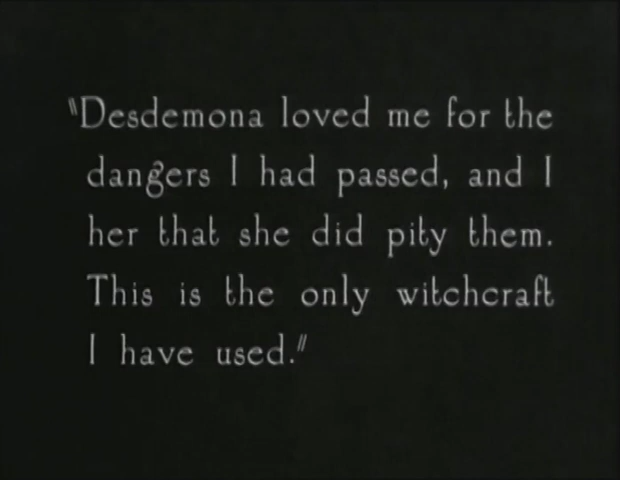 "Desdemona loved me for the
dangers I had passed, and I
her that she did pity them.
This is the only witchcraft
I have used."